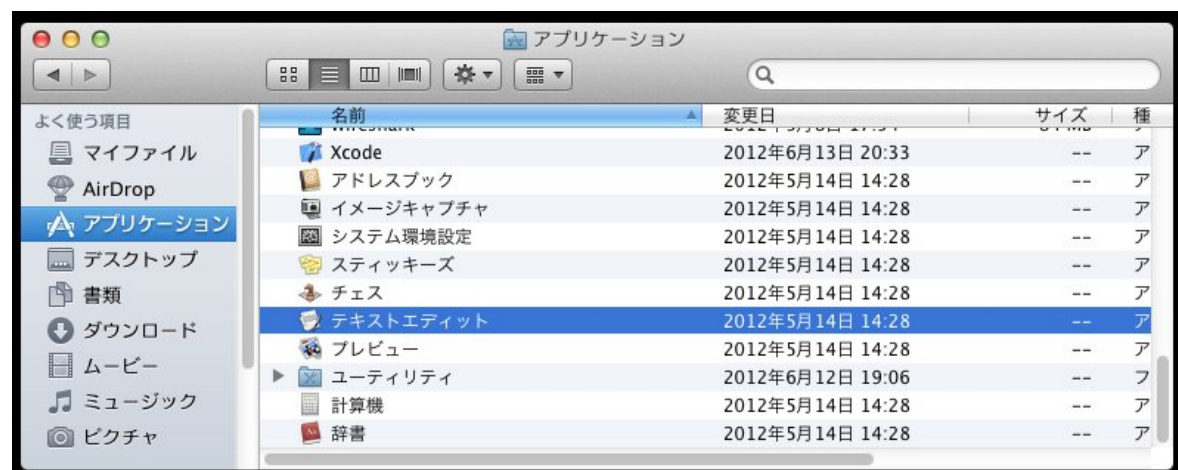 アプリケーション
よく使う項目
マイファイル
AirDrop
アプリケーション
デスクトップ
書類
ダウンロード
ムービー
ミュージック
ピクチャ
名前 変更日 サイズ 種
Xcode 2012年6月13日 20:33 -- ア
アドレスブック 2012年5月14日 14:28 -- ア
イメージキャプチャ 2012年5月14日 14:28 -- ア
システム環境設定 2012年5月14日 14:28 -- ア
スティッキーズ 2012年5月14日 14:28 -- ア
チェス 2012年5月14日 14:28 -- ア
テキストエディット 2012年5月14日 14:28 -- ア
プレビュー 2012年5月14日 14:28 -- ア
ユーティリティ 2012年6月12日 19:06 -- フ
計算機 2012年5月14日 14:28 -- ア
辞書 2012年5月14日 14:28 -- ア